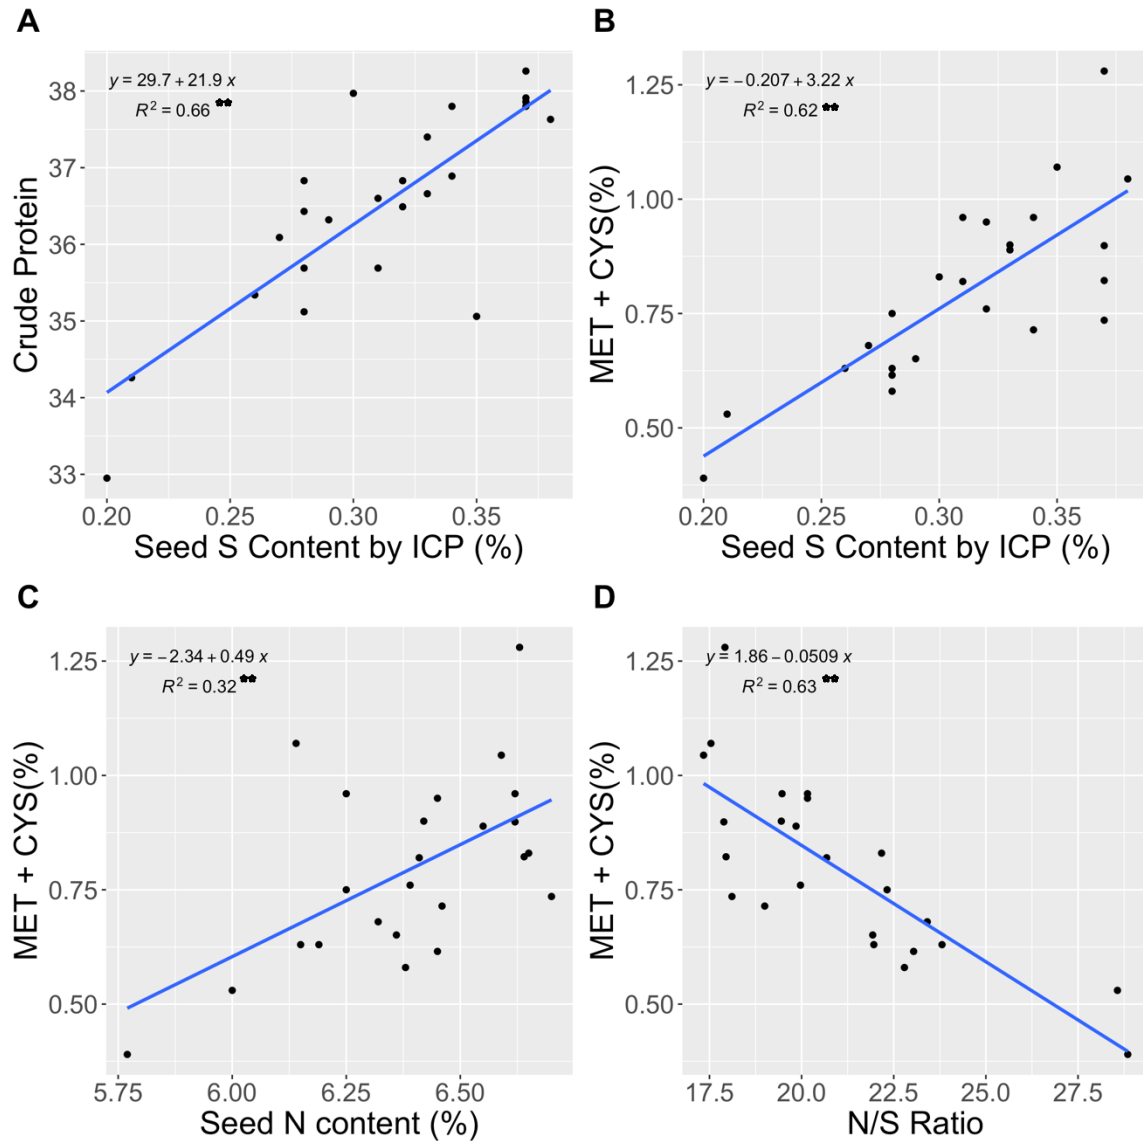 A
y = 29.7 + 21.9 x
R² = 0.66 **
Crude Protein
38
37
36
35
34
33
0.20 0.25 0.30 0.35
Seed S Content by ICP (%)
B
y = −0.207 + 3.22 x
R² = 0.62 **
MET + CYS(%)
1.25
1.00
0.75
0.50
0.20 0.25 0.30 0.35
Seed S Content by ICP (%)
C
y = −2.34 + 0.49 x
R² = 0.32 **
MET + CYS(%)
1.25
1.00
0.75
0.50
5.75 6.00 6.25 6.50
Seed N content (%)
D
y = 1.86 − 0.0509 x
R² = 0.63 **
MET + CYS(%)
1.25
1.00
0.75
0.50
17.5 20.0 22.5 25.0 27.5
N/S Ratio